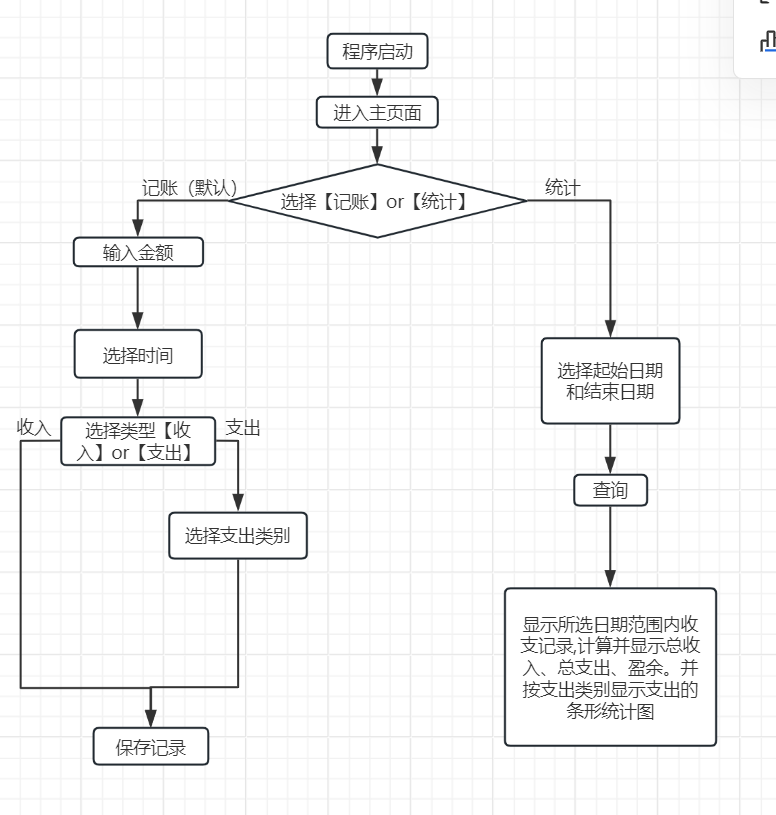 程序启动
进入主页面
记账（默认）
统计
选择【记账】or【统计】
输入金额
选择时间
选择起始日期
和结束日期
收入
选择类型【收
入】or【支出】
支出
查询
选择支出类别
显示所选日期范围内收
支记录,计算并显示总收
入、总支出、盈余。并
按支出类别显示支出的
条形统计图
保存记录